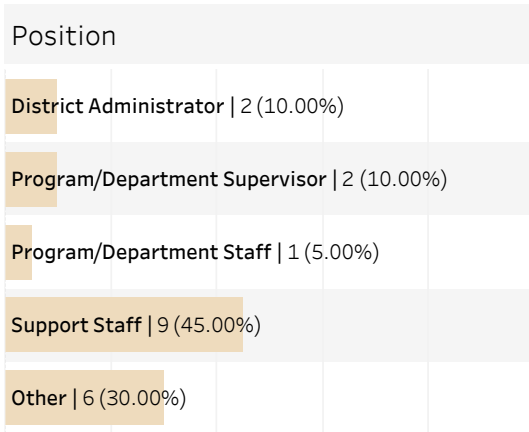 Position
District Administrator | 2 (10.00%)
Program/Department Supervisor | 2 (10.00%)
Program/Department Staff | 1 (5.00%)
Support Staff | 9 (45.00%)
Other | 6 (30.00%)